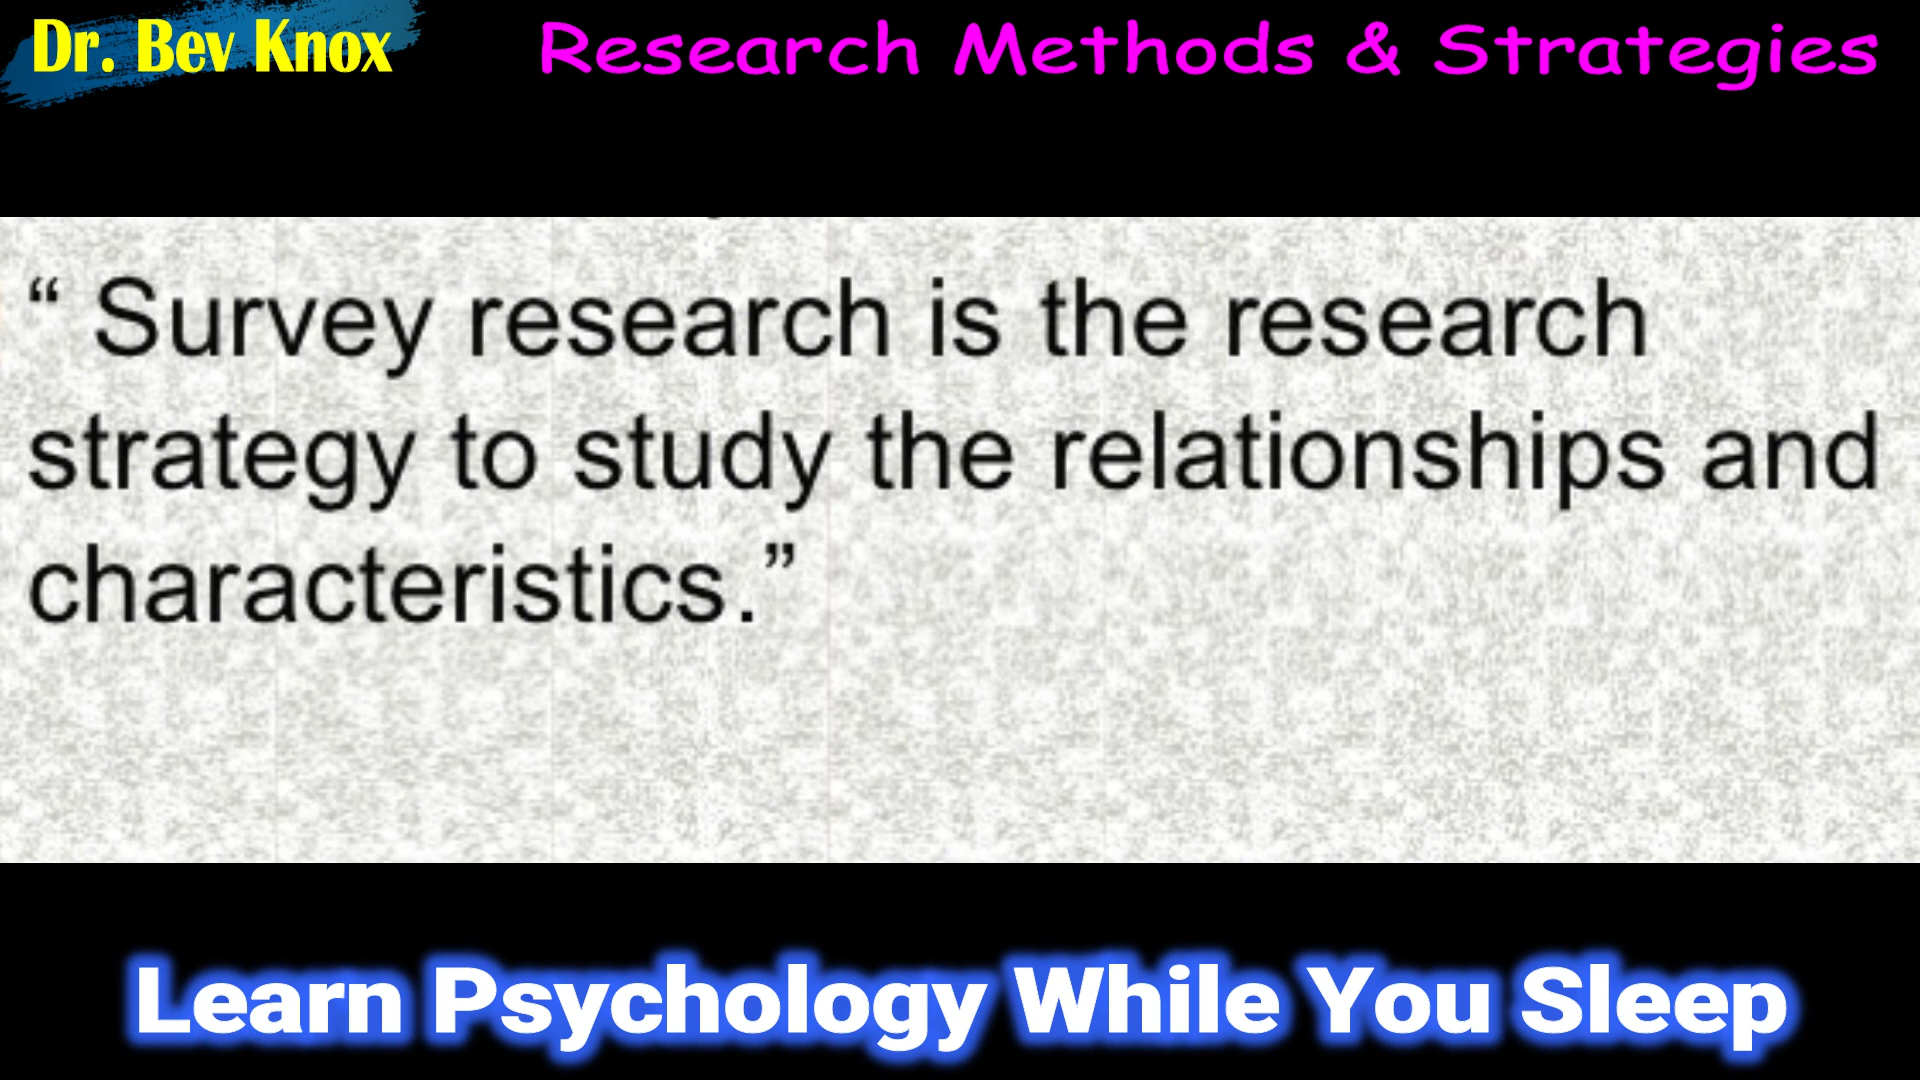 Dr. Bev Knox
Research Methods & Strategies
“ Survey research is the research
strategy to study the relationships and
characteristics.”
Learn Psychology While You Sleep